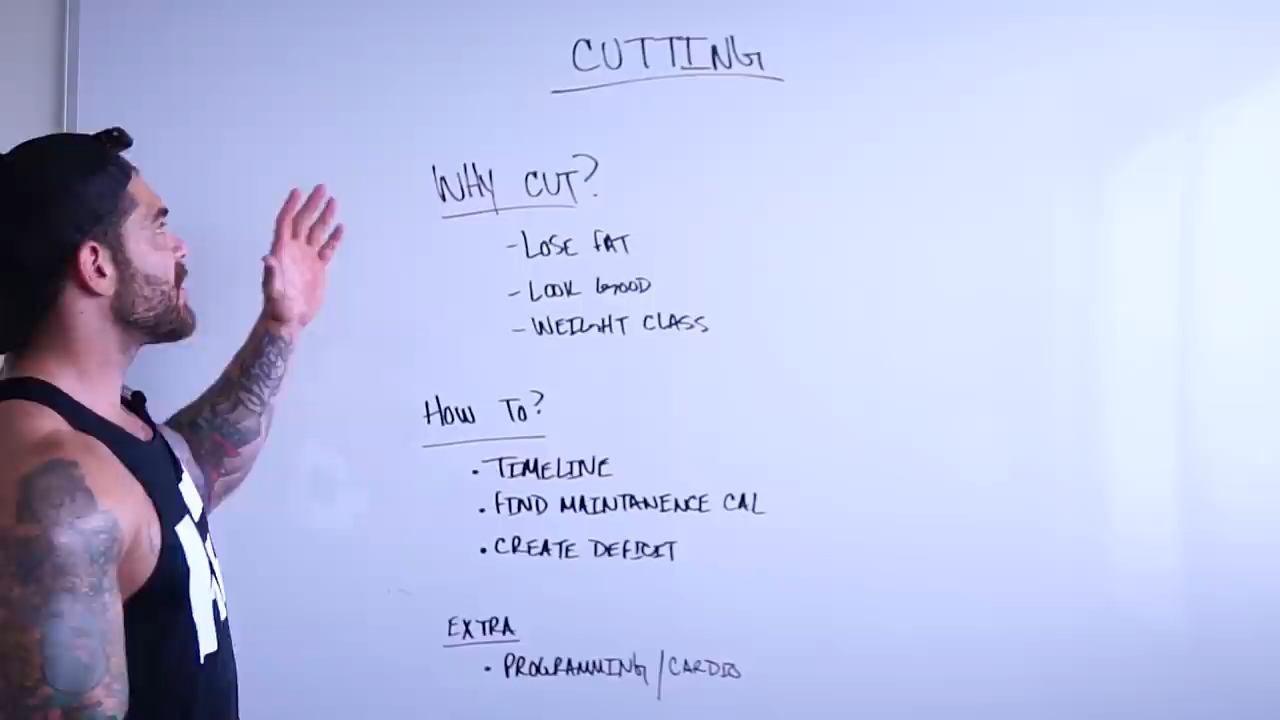 CUTTING
WHY CUT?
- LOSE FAT
- LOOK GOOD
- WEIGHT CLASS
HOW TO?
• TIMELINE
• FIND MAINTANENCE CAL
• CREATE DEFICIT
EXTRA
• PROGRAMMING/CARDIO